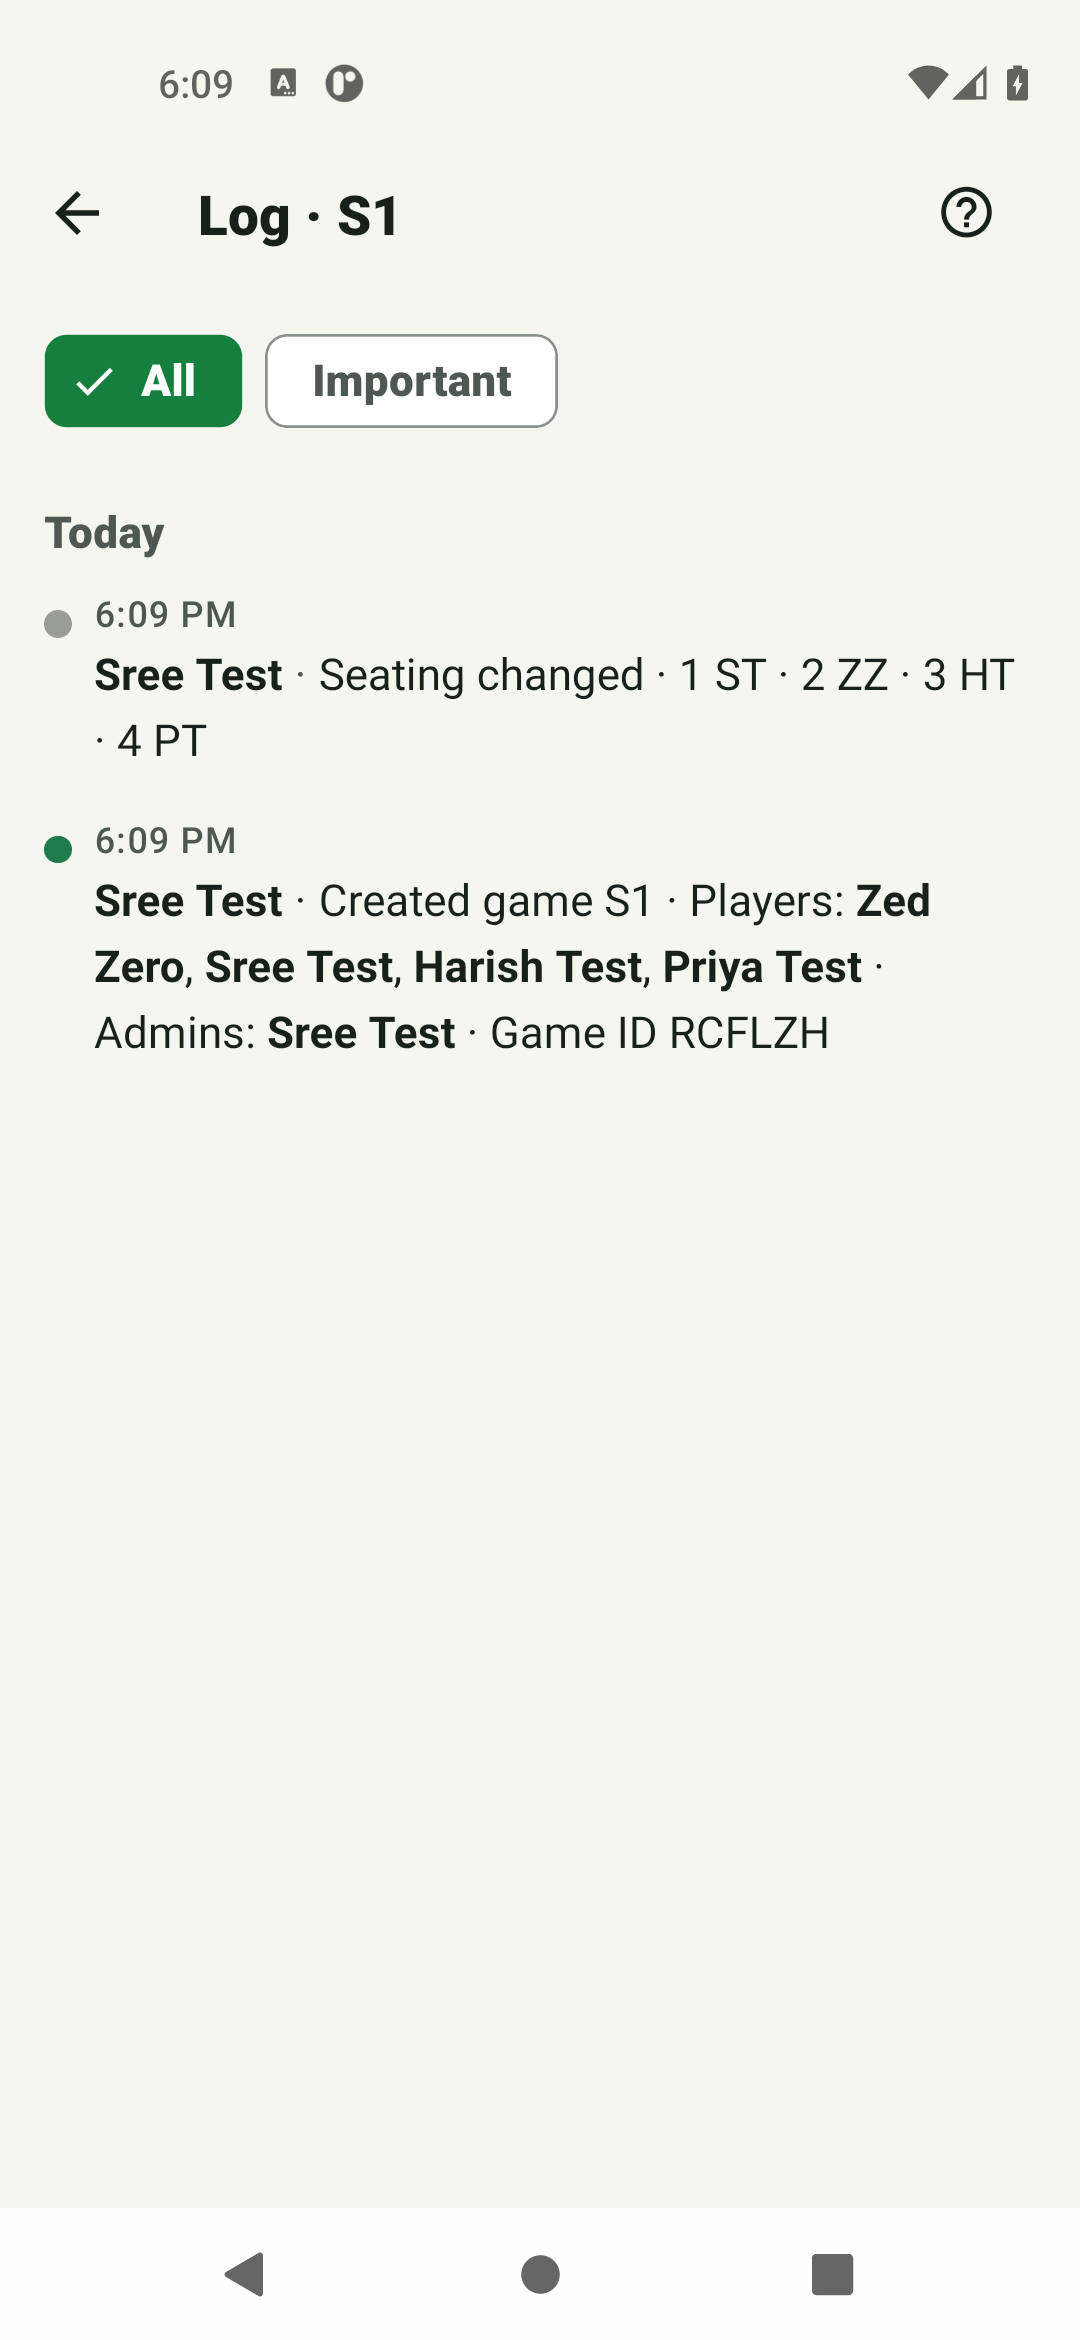 6:09
Log · S1
All
Important
Today
6:09 PM
Sree Test · Seating changed · 1 ST · 2 ZZ · 3 HT
· 4 PT
6:09 PM
Sree Test · Created game S1 · Players: Zed
Zero, Sree Test, Harish Test, Priya Test ·
Admins: Sree Test · Game ID RCFLZH